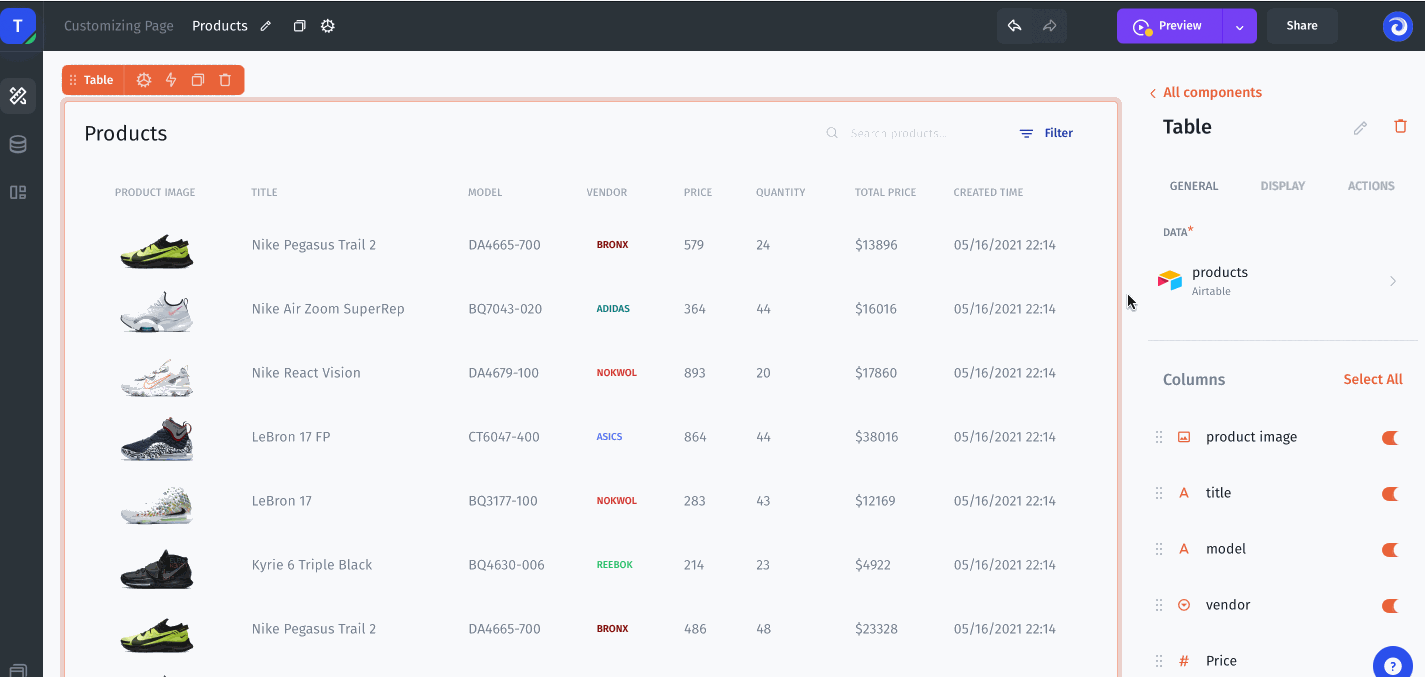 T Customizing Page Products Preview Share
Table
All components
Products Search products... Filter
Table
GENERAL DISPLAY ACTIONS
PRODUCT IMAGE TITLE MODEL VENDOR PRICE QUANTITY TOTAL PRICE CREATED TIME
DATA*
Nike Pegasus Trail 2 DA4665-700 BRONX 579 24 $13896 05/16/2021 22:14
products
Airtable
Nike Air Zoom SuperRep BQ7043-020 ADIDAS 364 44 $16016 05/16/2021 22:14
Nike React Vision DA4679-100 NOKWOL 893 20 $17860 05/16/2021 22:14
Columns Select All
LeBron 17 FP CT6047-400 ASICS 864 44 $38016 05/16/2021 22:14
product image
LeBron 17 BQ3177-100 NOKWOL 283 43 $12169 05/16/2021 22:14
A title
A model
Kyrie 6 Triple Black BQ4630-006 REEBOK 214 23 $4922 05/16/2021 22:14
vendor
Nike Pegasus Trail 2 DA4665-700 BRONX 486 48 $23328 05/16/2021 22:14
# Price
?